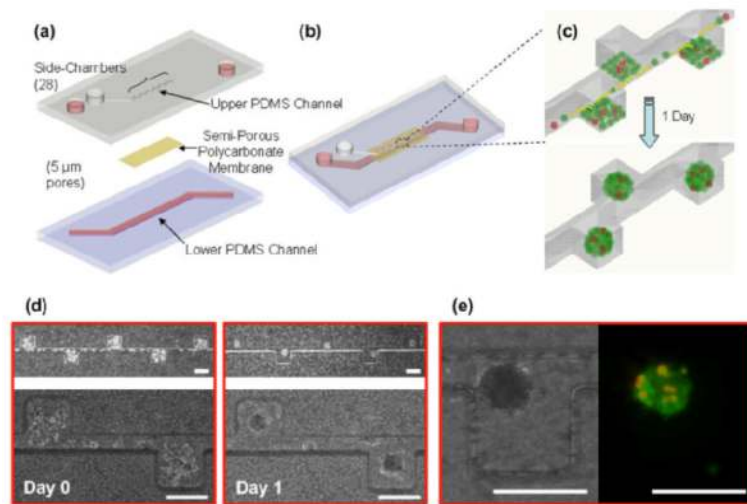 (a)
Side-Chambers
(28)
Upper PDMS Channel
Semi-Porous
Polycarbonate
Membrane
(5 µm
pores)
Lower PDMS Channel
(b)
(c)
1 Day
(d)
Day 0
Day 1
(e)